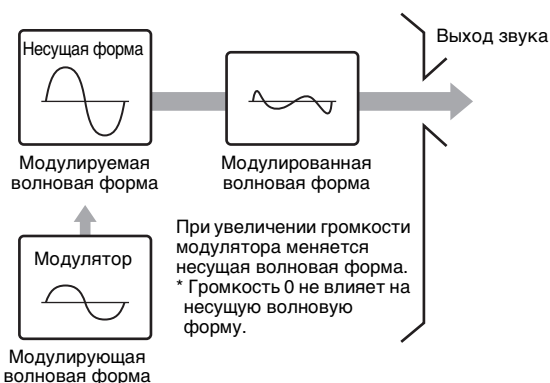 Несущая форма
Выход звука
Модулируемая
волновая форма
Модулированная
волновая форма
Модулятор
При увеличении громкости
модулятора меняется
несущая волновая форма.
* Громкость 0 не влияет на
несущую волновую
форму.
Модулирующая
волновая форма